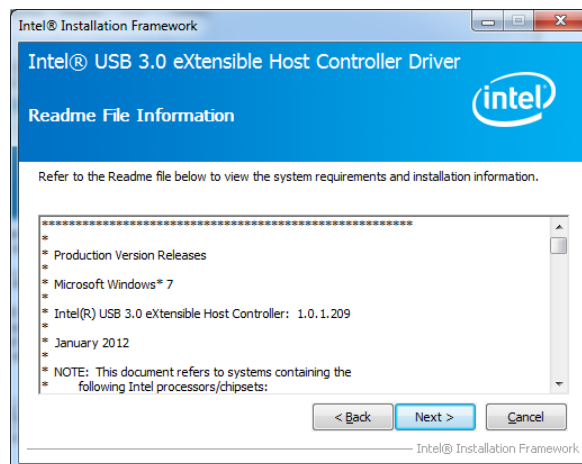 Intel® Installation Framework
Intel® USB 3.0 eXtensible Host Controller Driver
Readme File Information
intel®
Refer to the Readme file below to view the system requirements and installation information.
*******************************************************
*
* Production Version Releases
*
* Microsoft Windows* 7
*
* Intel(R) USB 3.0 eXtensible Host Controller: 1.0.1.209
*
* January 2012
*
* NOTE: This document refers to systems containing the
* following Intel processors/chipsets:
< Back
Next >
Cancel
Intel® Installation Framework